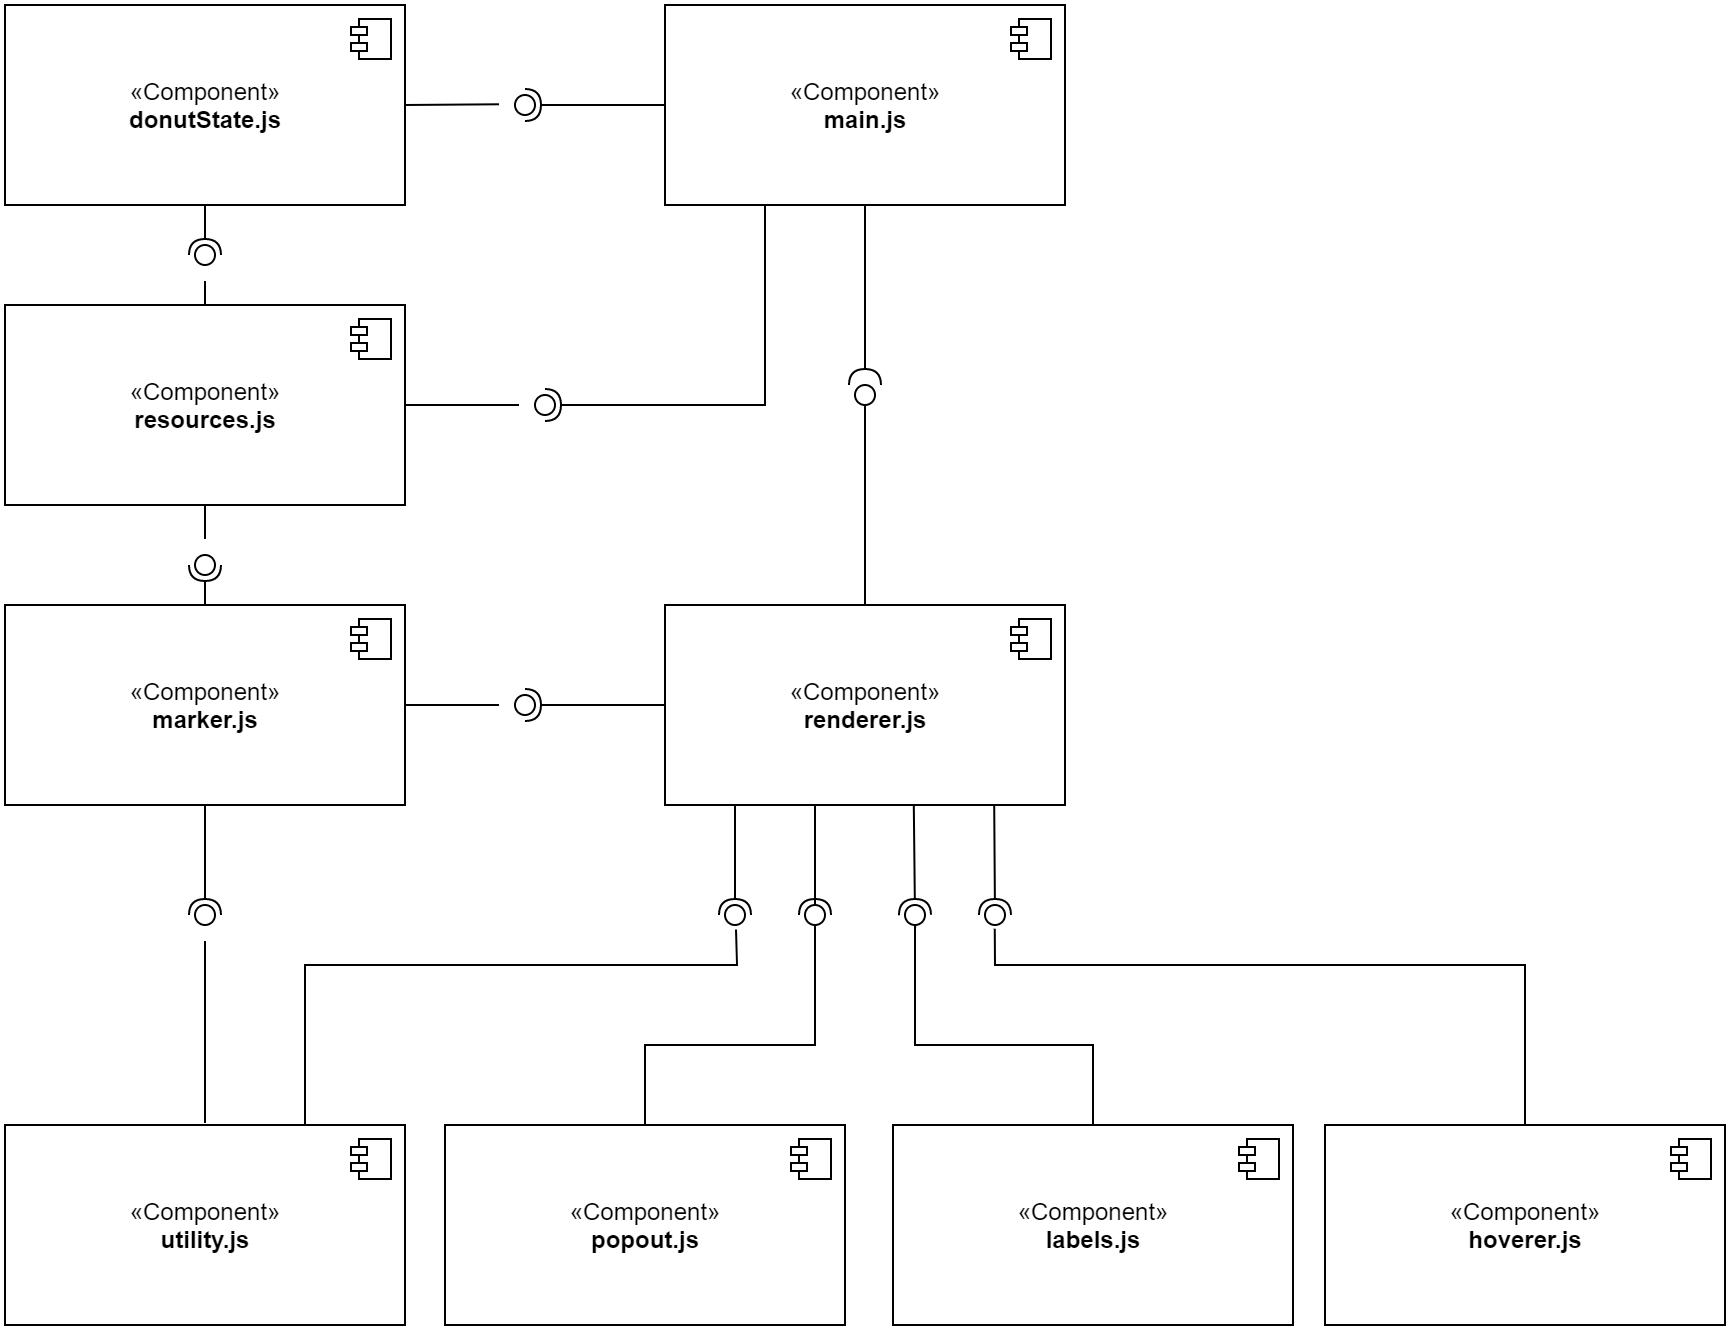 «Component»
donutState.js
«Component»
main.js
«Component»
resources.js
«Component»
marker.js
«Component»
renderer.js
«Component»
utility.js
«Component»
popout.js
«Component»
labels.js
«Component»
hoverer.js